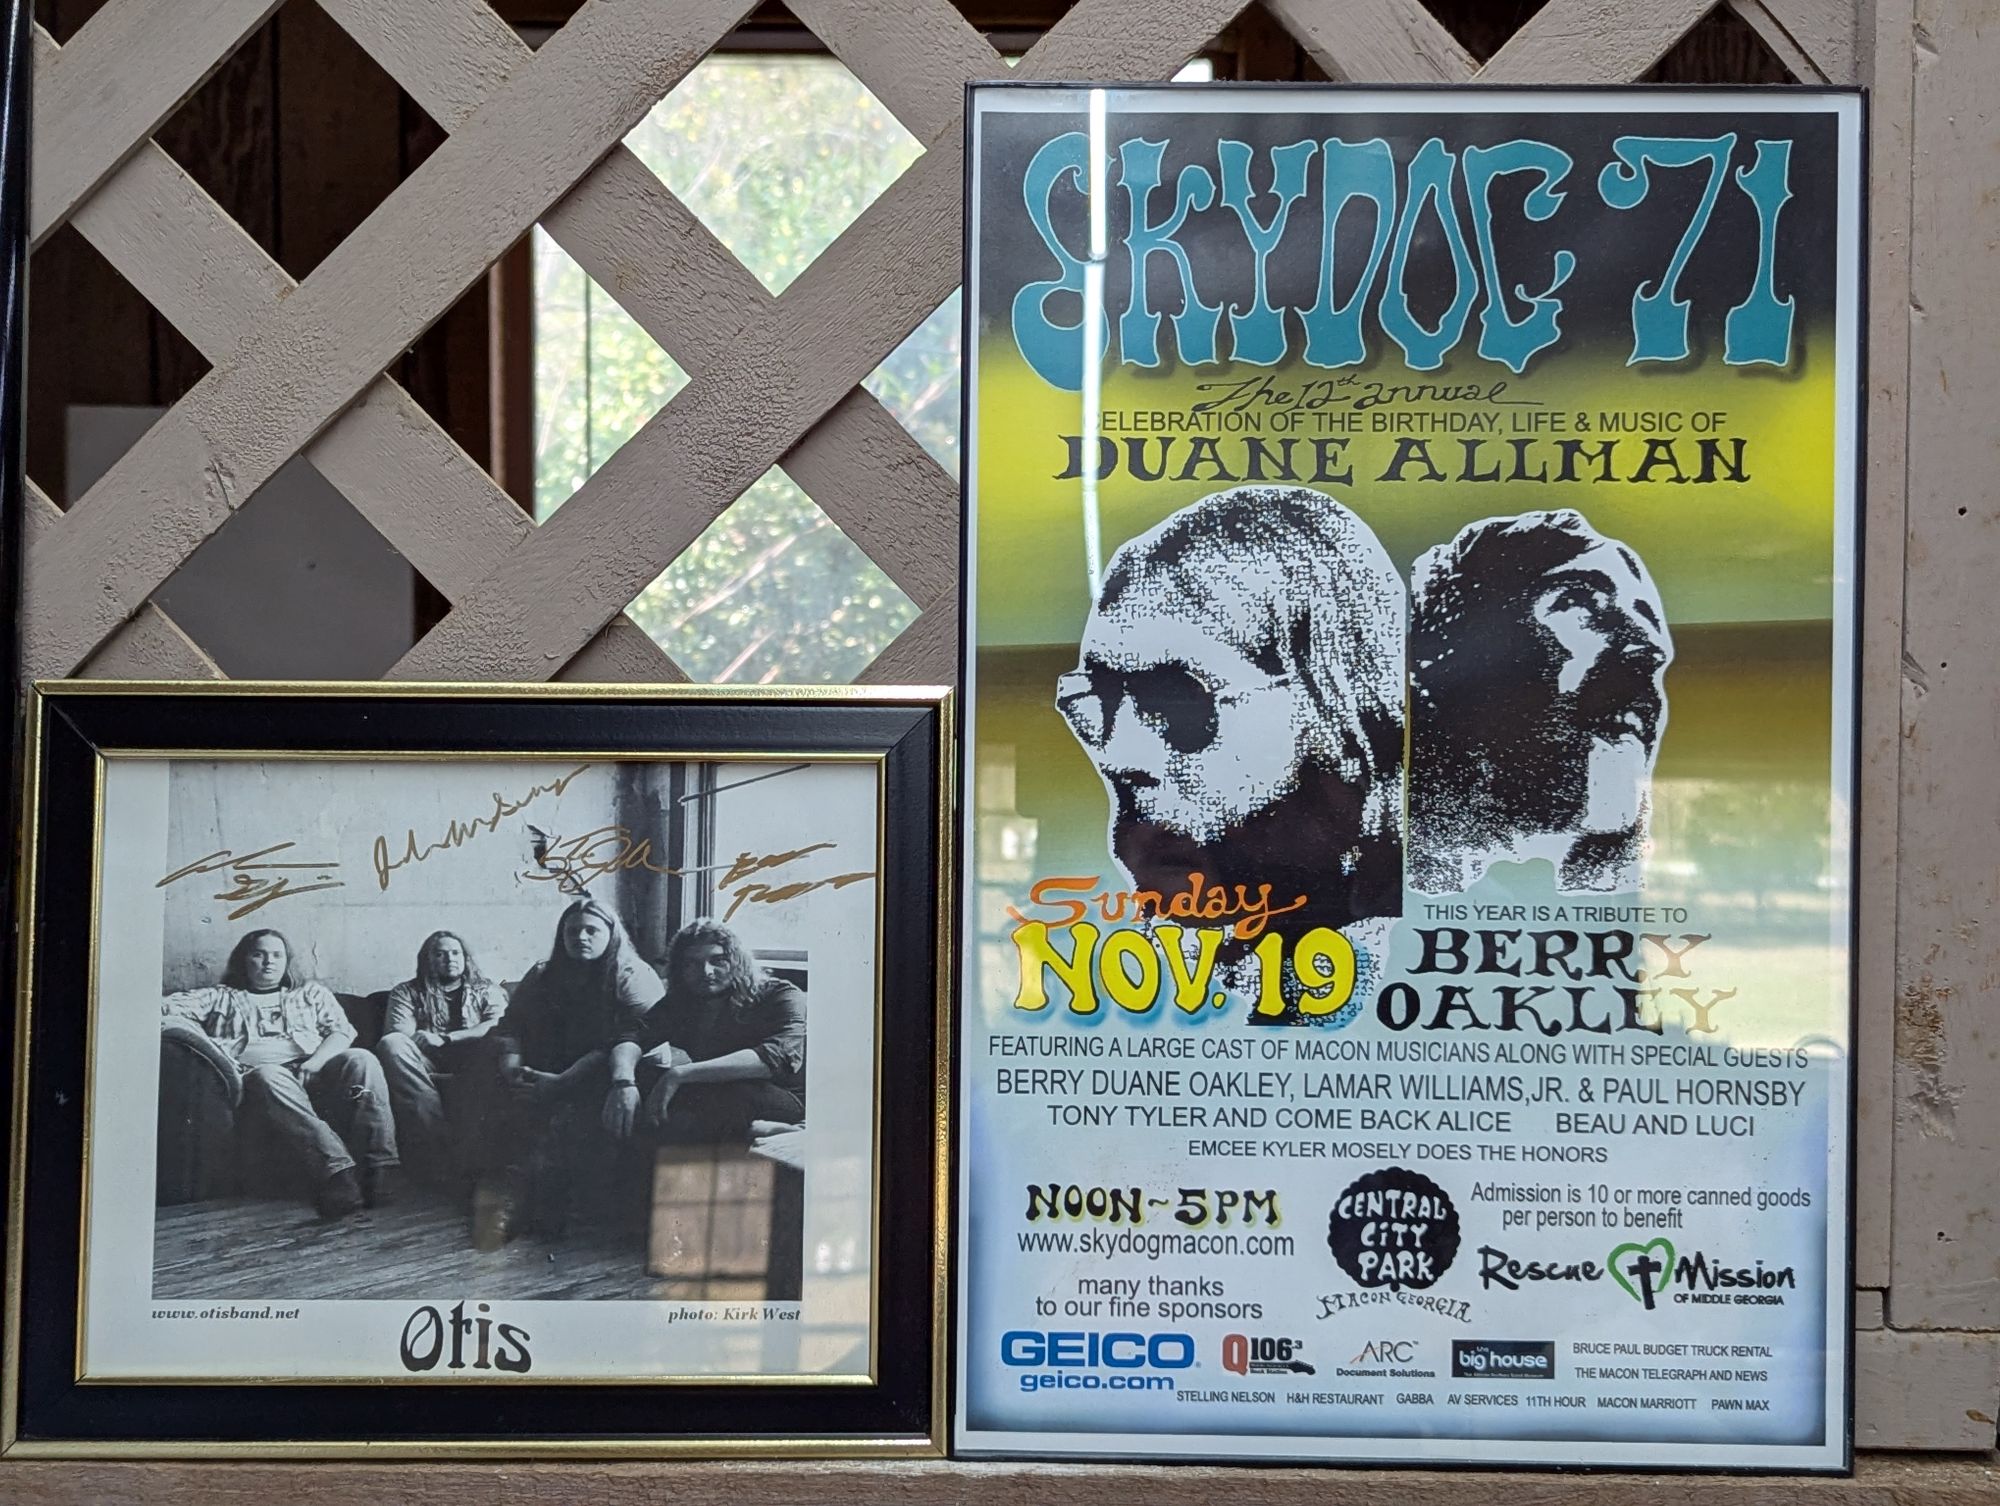 www.otisband.net
photo: Kirk West
Otis
SKYDOG '71
The 12th annual
CELEBRATION OF THE BIRTHDAY, LIFE & MUSIC OF
DUANE ALLMAN
Sunday
NOV. 19
THIS YEAR IS A TRIBUTE TO
BERRY
OAKLEY
FEATURING A LARGE CAST OF MACON MUSICIANS ALONG WITH SPECIAL GUESTS
BERRY DUANE OAKLEY, LAMAR WILLIAMS,JR. & PAUL HORNSBY
TONY TYLER AND COME BACK ALICE BEAU AND LUCI
EMCEE KYLER MOSELY DOES THE HONORS
NOON~5PM
www.skydogmacon.com
many thanks
to our fine sponsors
CENTRAL
CITY
PARK
MACON GEORGIA
Admission is 10 or more canned goods
per person to benefit
Rescue Mission
OF MIDDLE GEORGIA
GEICO
geico.com
Q106.3
ARC
Document Solutions
the
big house
BRUCE PAUL BUDGET TRUCK RENTAL
THE MACON TELEGRAPH AND NEWS
STELLING NELSON H&H RESTAURANT GABBA AV SERVICES 11TH HOUR MACON MARRIOTT PAWN MAX